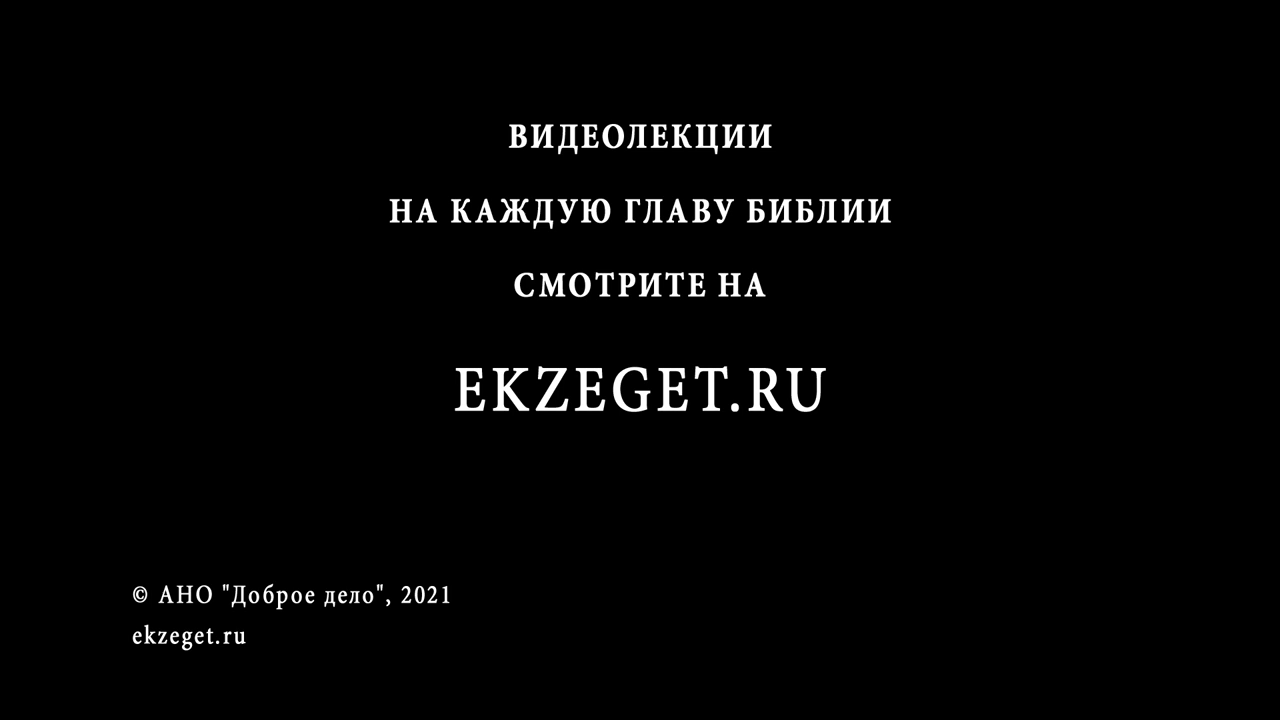 ВИДЕОЛЕКЦИИ
НА КАЖДУЮ ГЛАВУ БИБЛИИ
СМОТРИТЕ НА
EKZEGET.RU
© АНО "Доброе дело", 2021
ekzeget.ru